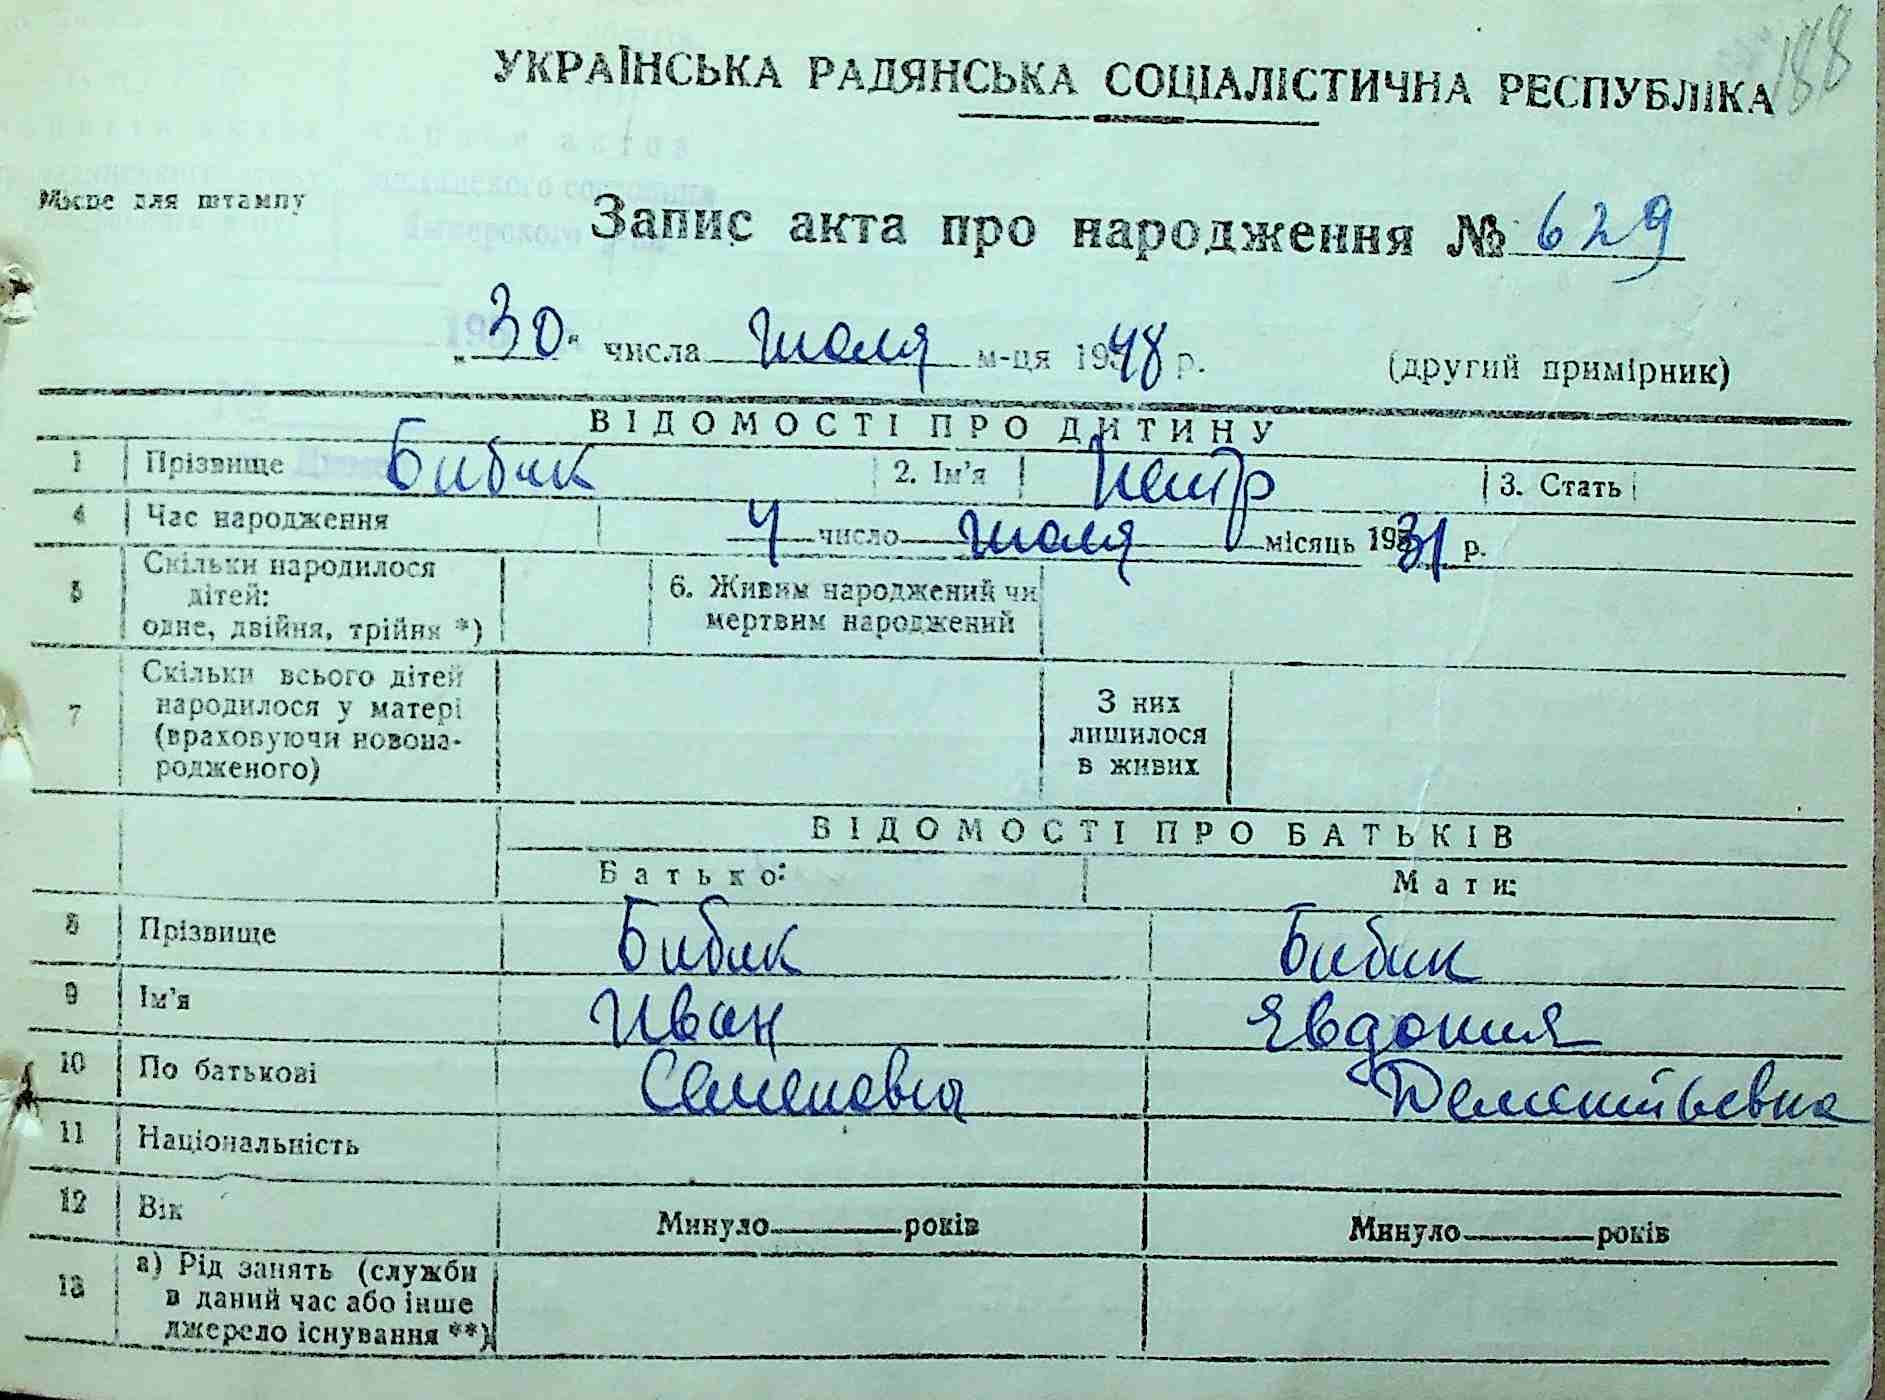 188
УКРАЇНСЬКА РАДЯНСЬКА СОЦІАЛІСТИЧНА РЕСПУБЛІКА
Місце для штампу
Запис акта про народження № 629
„30" числа июля м-ця 1948 р. (другий примірник)
ВІДОМОСТІ ПРО ДИТИНУ
1 Прізвище Бибик 2. Ім'я Петр 3. Стать
4 Час народження 4 число июля місяць 1931 р.
5 Скільки народилося дітей: одне, двійня, трійня *) 6. Живим народжений чи мертвим народжений
7 Скільки всього дітей народилося у матері (враховуючи новонародженого) З них лишилося в живих
ВІДОМОСТІ ПРО БАТЬКІВ
Батько: Мати:
8 Прізвище Бибик Бибик
9 Ім'я Иван Явдокия
10 По батькові Семенович Дементьевна
11 Національність
12 Вік Минуло років Минуло років
13 а) Рід занять (служби в даний час або інше джерело існування **)